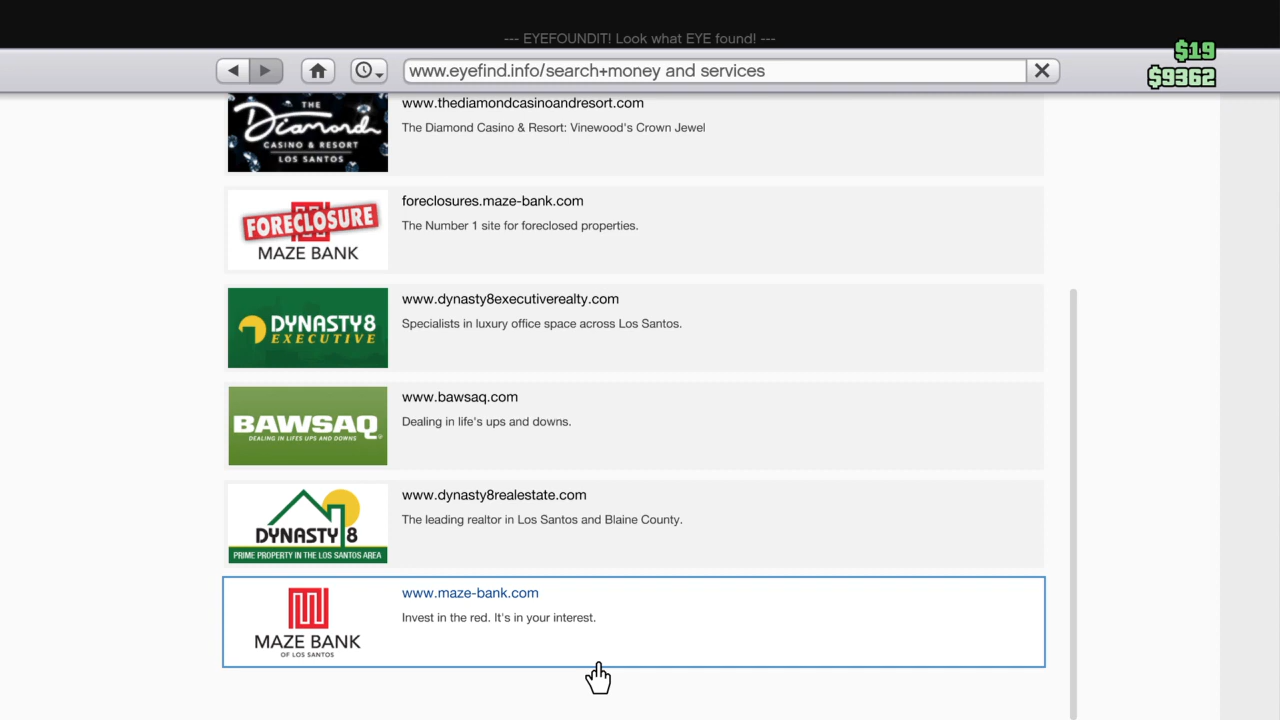 --- EYEFOUNDIT! Look what EYE found! ---
$19
www.eyefind.info/search+money and services
$9362
THE
Diamond
CASINO & RESORT
LOS SANTOS
www.thediamondcasinoandresort.com
The Diamond Casino & Resort: Vinewood's Crown Jewel
FORECLOSURE
MAZE BANK
foreclosures.maze-bank.com
The Number 1 site for foreclosed properties.
DYNASTY8
EXECUTIVE
www.dynasty8executiverealty.com
Specialists in luxury office space across Los Santos.
BAWSAQ
DEALING IN LIFES UPS AND DOWNS
www.bawsaq.com
Dealing in life's ups and downs.
DYNASTY 8
PRIME PROPERTY IN THE LOS SANTOS AREA
www.dynasty8realestate.com
The leading realtor in Los Santos and Blaine County.
MAZE BANK
OF LOS SANTOS
www.maze-bank.com
Invest in the red. It's in your interest.